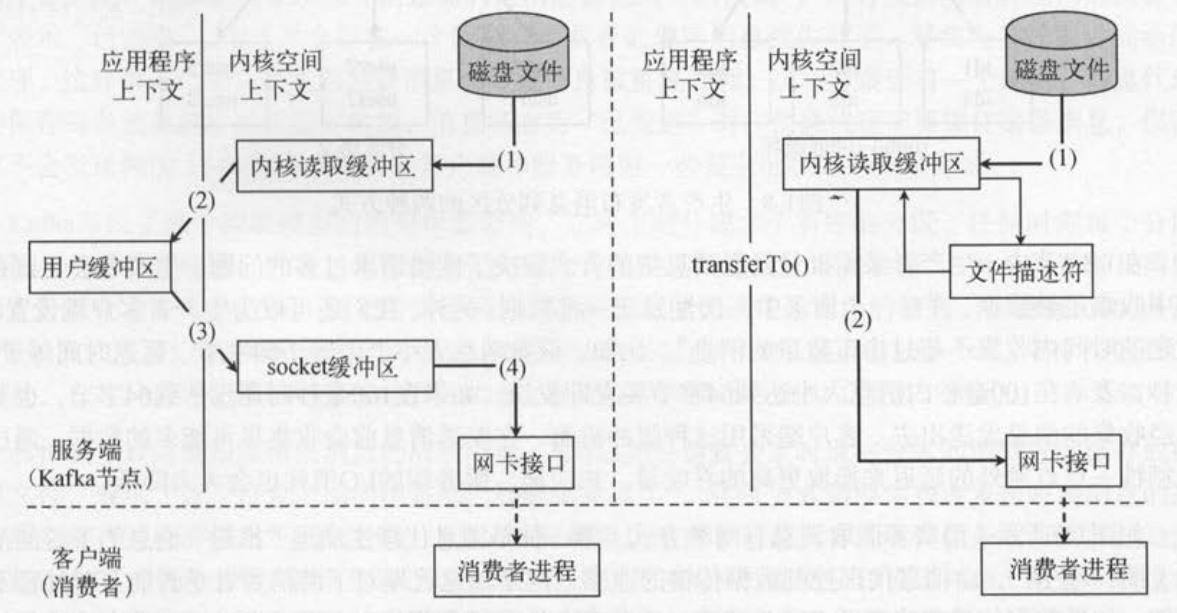 应用程序
上下文
内核空间
上下文
磁盘文件
(1)
内核读取缓冲区
(2)
用户缓冲区
(3)
socket缓冲区
(4)
服务端
(Kafka节点)
网卡接口
客户端
(消费者)
消费者进程
应用程序
上下文
内核空间
上下文
磁盘文件
(1)
内核读取缓冲区
transferTo()
文件描述符
(2)
网卡接口
消费者进程